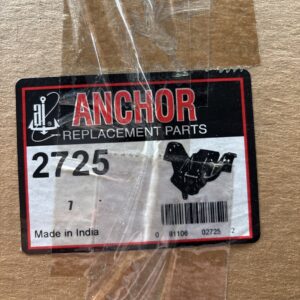 ANCHOR
REPLACEMENT PARTS
2725
1
Made in India
0 81106 02725 2